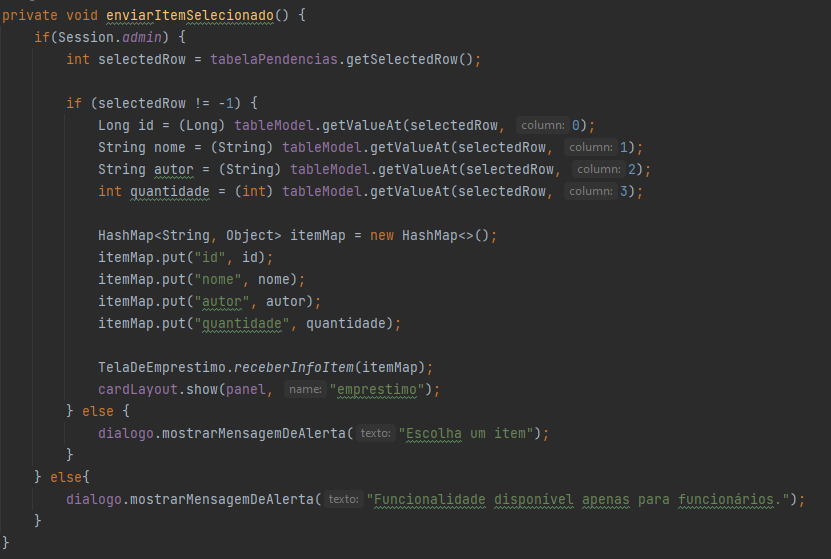 private void enviarItemSelecionado() {
    if(Session.admin) {
        int selectedRow = tabelaPendencias.getSelectedRow();

        if (selectedRow != -1) {
            Long id = (Long) tableModel.getValueAt(selectedRow, column: 0);
            String nome = (String) tableModel.getValueAt(selectedRow, column: 1);
            String autor = (String) tableModel.getValueAt(selectedRow, column: 2);
            int quantidade = (int) tableModel.getValueAt(selectedRow, column: 3);

            HashMap<String, Object> itemMap = new HashMap<>();
            itemMap.put("id", id);
            itemMap.put("nome", nome);
            itemMap.put("autor", autor);
            itemMap.put("quantidade", quantidade);

            TelaDeEmprestimo.receberInfoItem(itemMap);
            cardLayout.show(panel, name: "emprestimo");
        } else {
            dialogo.mostrarMensagemDeAlerta( texto: "Escolha um item");
        }
    } else{
        dialogo.mostrarMensagemDeAlerta( texto: "Funcionalidade disponível apenas para funcionários.");
    }
}